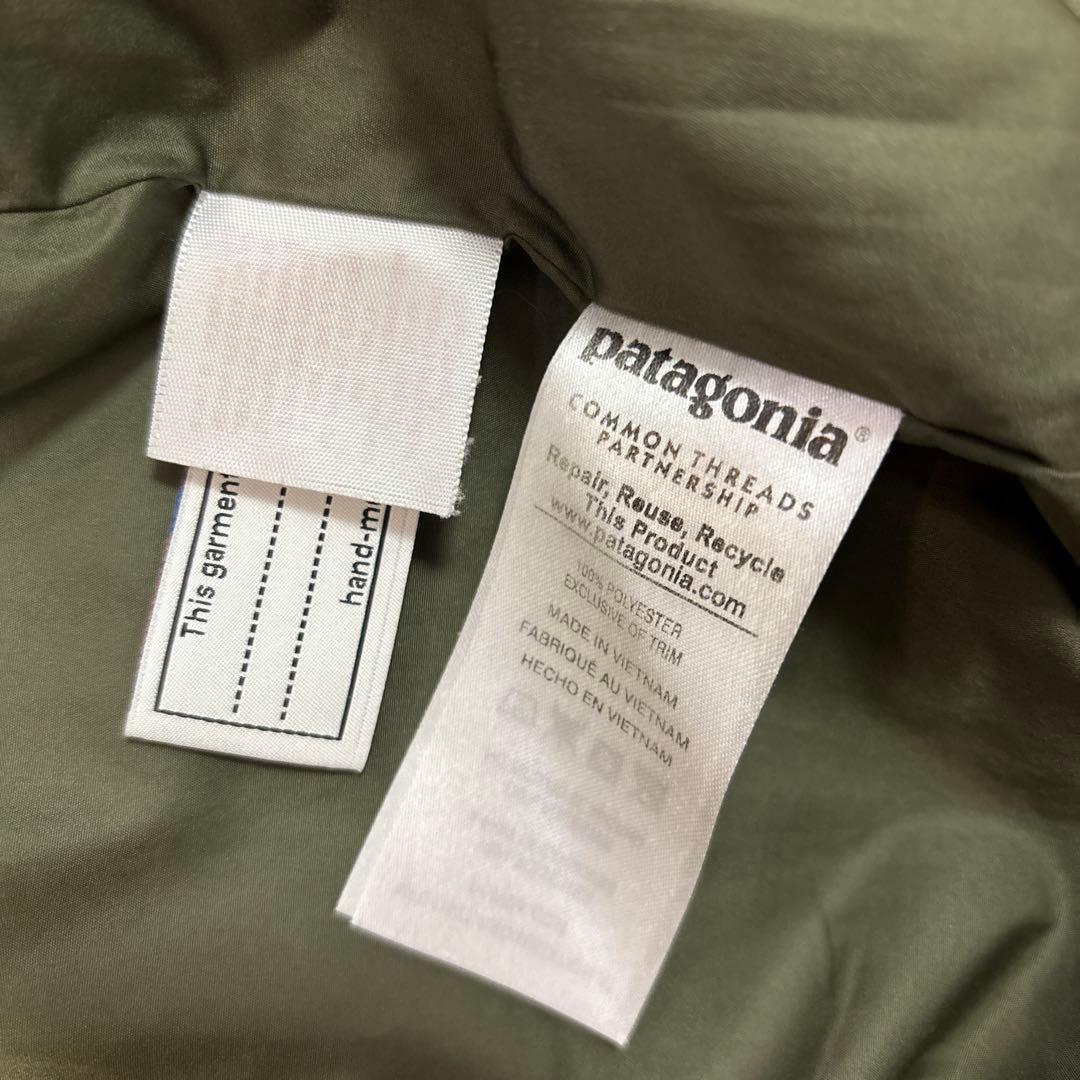 This garment
hand-m
patagonia®
COMMON THREADS
PARTNERSHIP
Repair, Reuse, Recycle
This Product
www.patagonia.com
100% POLYESTER
EXCLUSIVE OF TRIM
MADE IN VIETNAM
FABRIQUÉ AU VIETNAM
HECHO EN VIETNAM